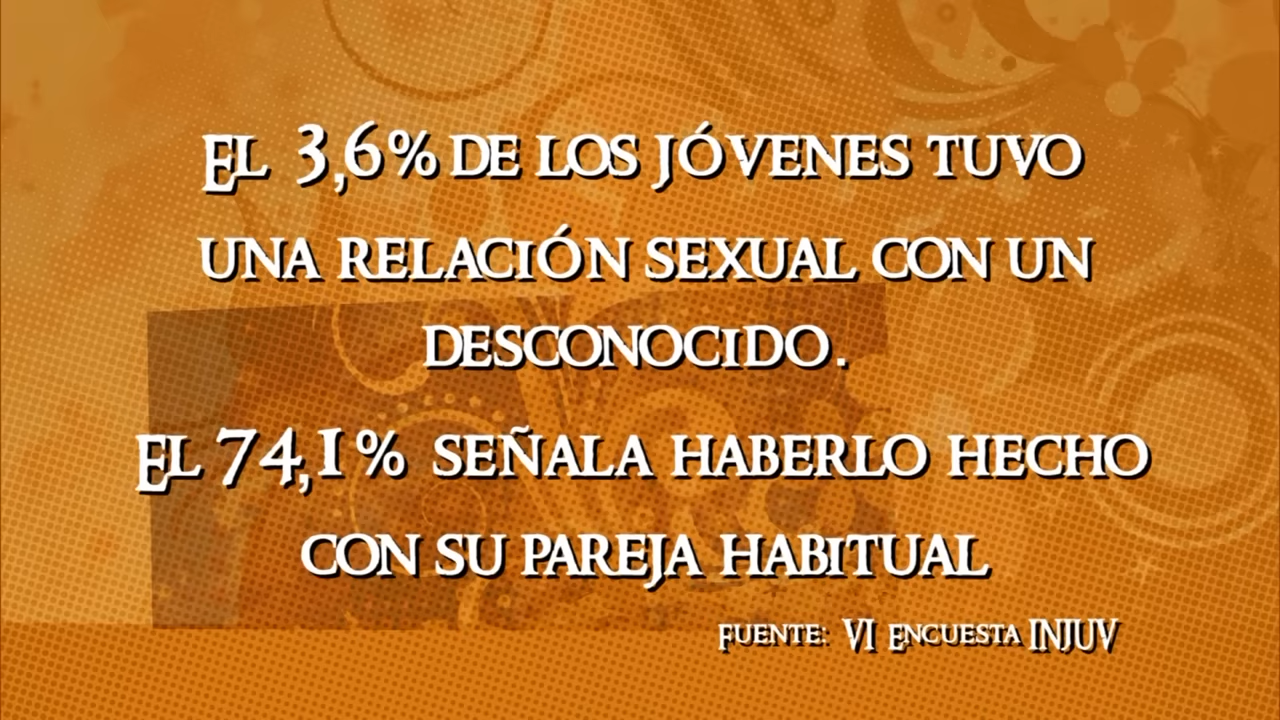 El 3,6% de los jóvenes tuvo
una relación sexual con un
desconocido.
El 74,1% señala haberlo hecho
con su pareja habitual
Fuente: VI Encuesta INJUV